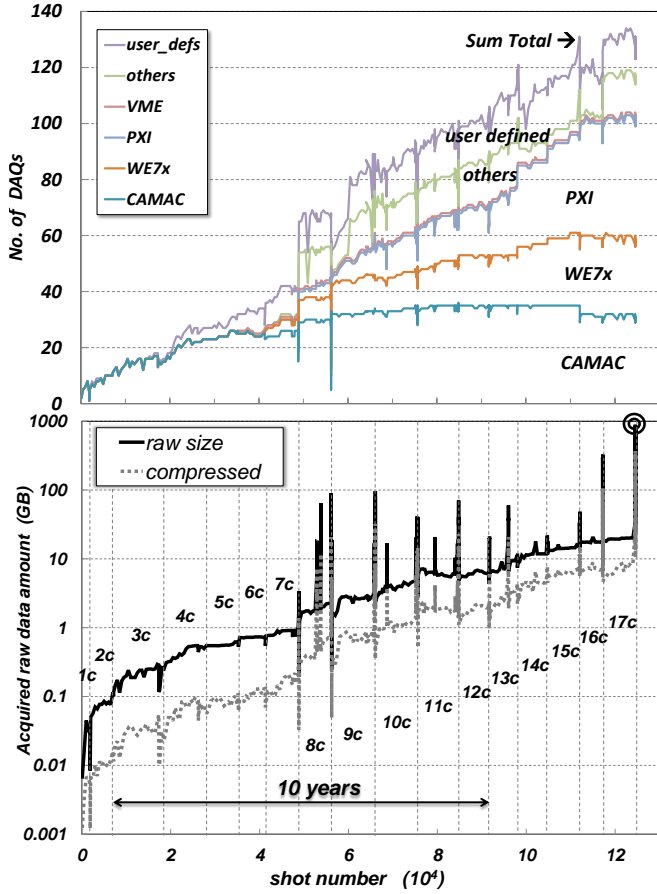 140
120
100
80
60
40
20
0
No. of DAQs
user_defs
others
VME
PXI
WE7x
CAMAC
Sum Total →
user defined
others
PXI
WE7x
CAMAC
1000
100
10
1
0.1
0.01
0.001
Acquired raw data amount (GB)
raw size
compressed
1c
2c
3c
4c
5c
6c
7c
8c
9c
10c
11c
12c
13c
14c
15c
16c
17c
10 years
0 2 4 6 8 10 12
shot number (10⁴)